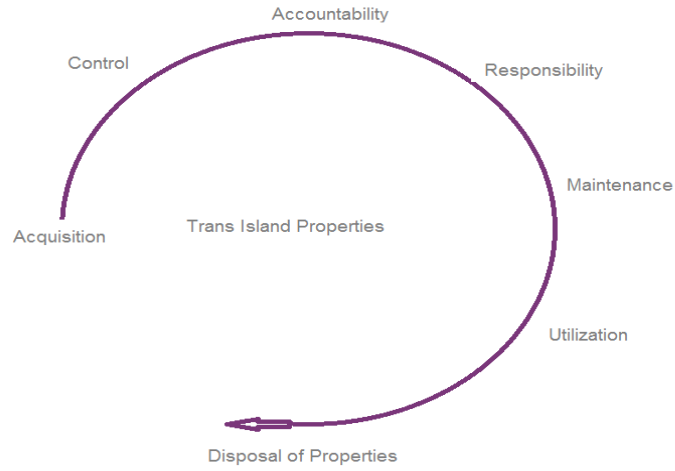 Accountability
Control
Responsibility
Maintenance
Trans Island Properties
Acquisition
Utilization
Disposal of Properties